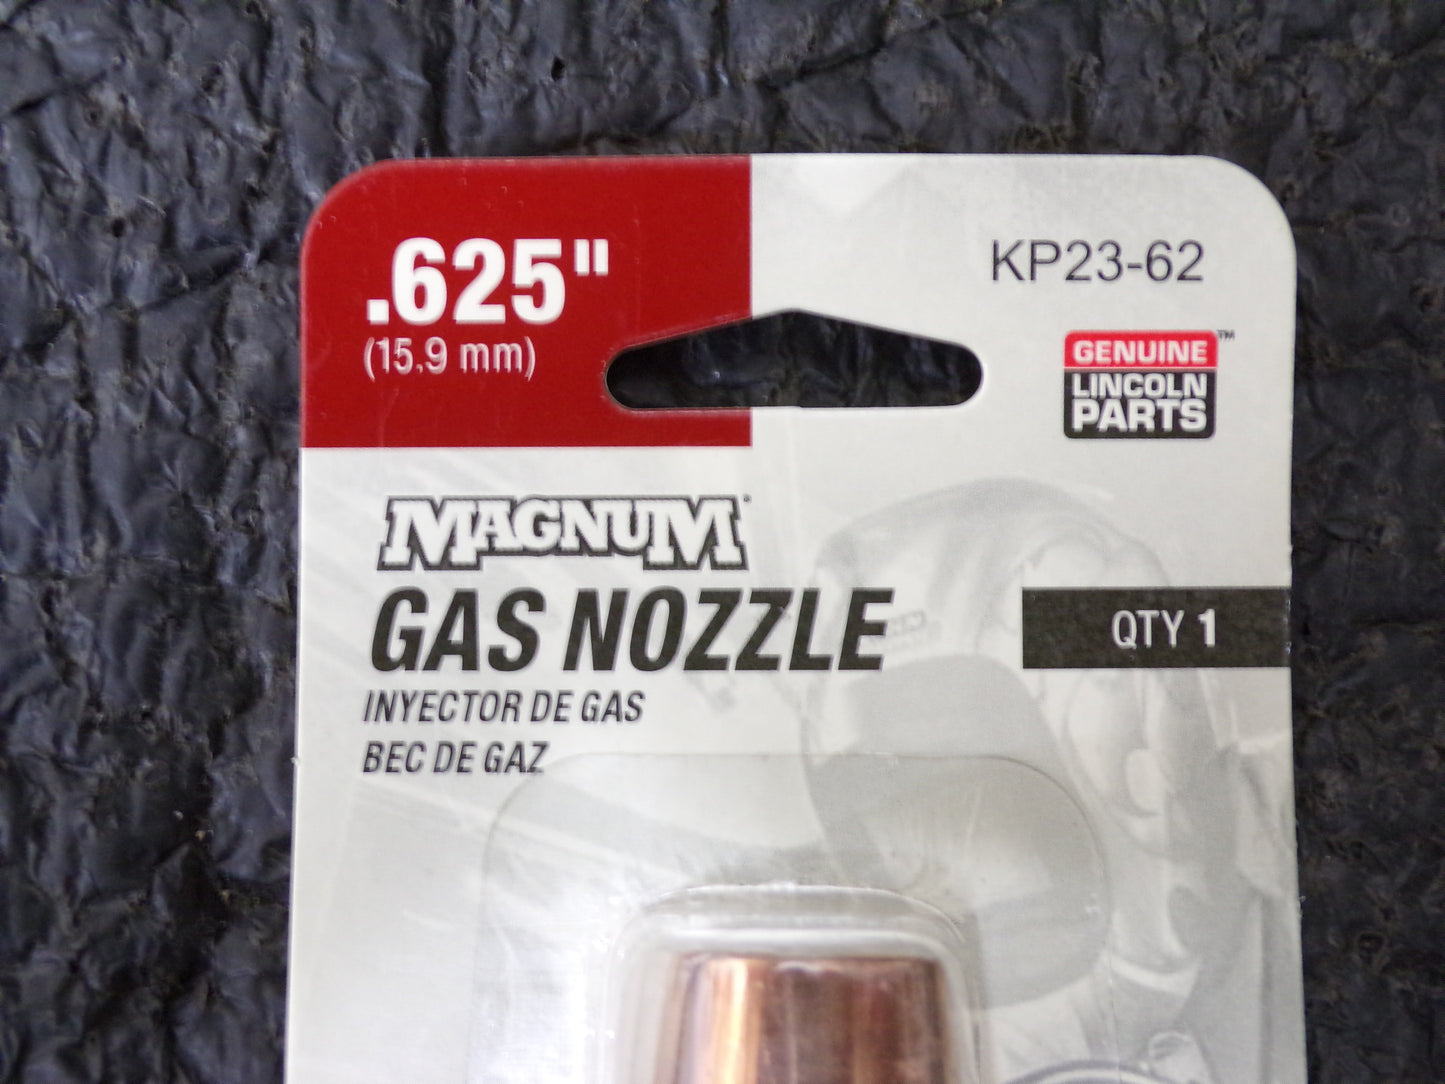 .625"
(15.9 mm)
KP23-62
GENUINE™
LINCOLN
PARTS
MAGNUM
GAS NOZZLE
QTY 1
INYECTOR DE GAS
BEC DE GAZ